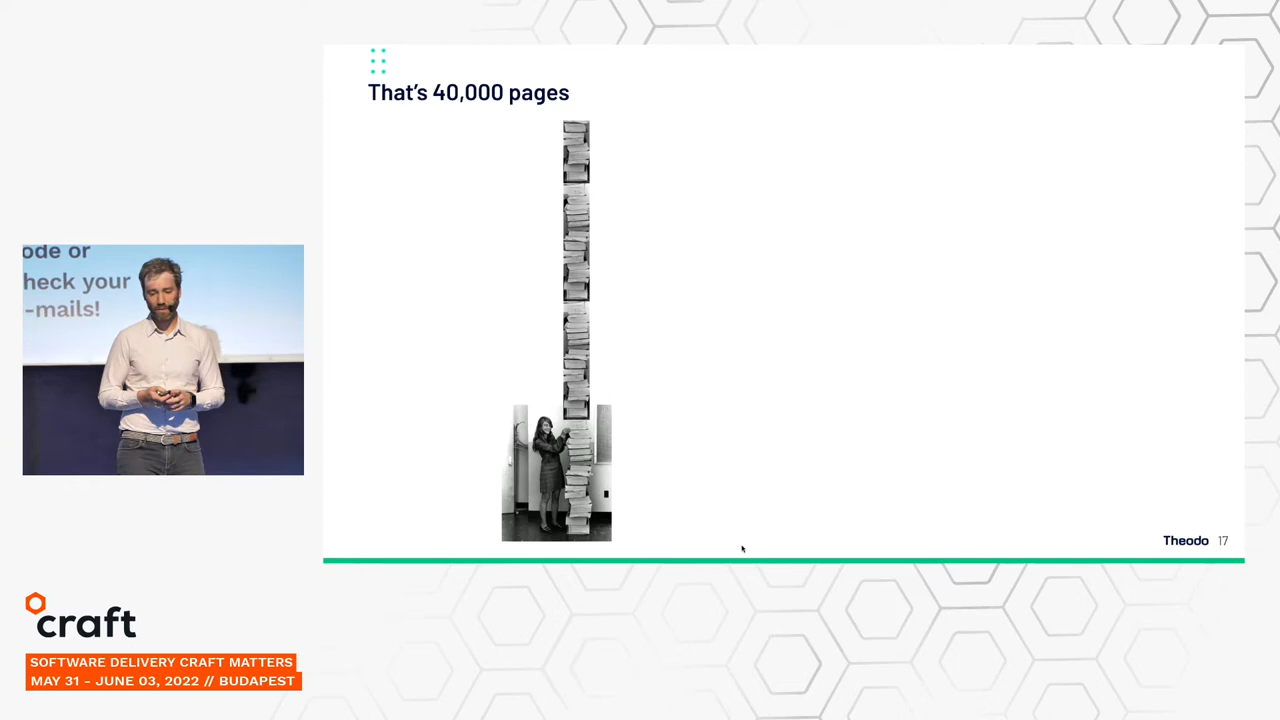 That's 40,000 pages
ode or
heck your
-mails!
Theodo 17
craft
SOFTWARE DELIVERY CRAFT MATTERS
MAY 31 - JUNE 03, 2022 // BUDAPEST